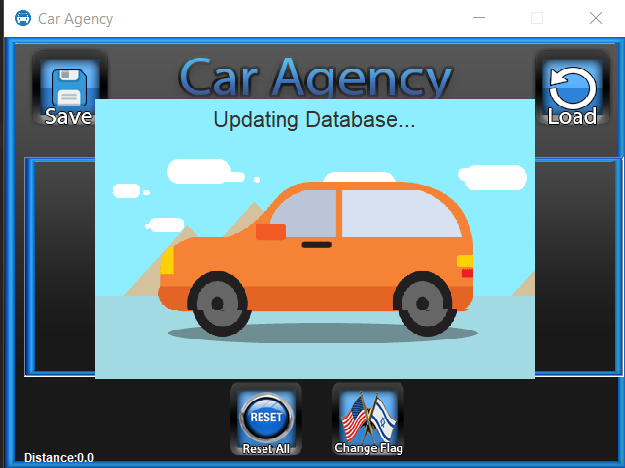 Car Agency
Car Agency
Save
Load
Updating Database...
RESET
Reset All
Change Flag
Distance:0.0